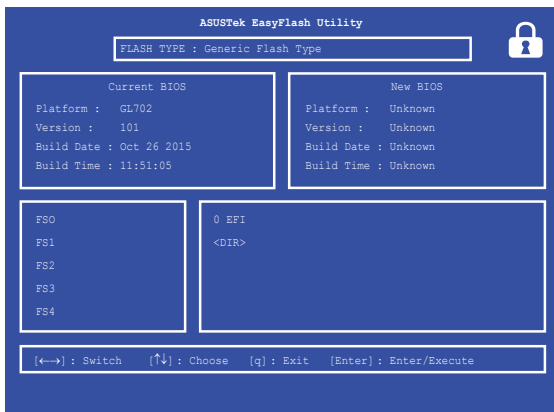 ASUSTek EasyFlash Utility
FLASH TYPE : Generic Flash Type
Current BIOS
Platform : GL702
Version : 101
Build Date : Oct 26 2015
Build Time : 11:51:05
New BIOS
Platform : Unknown
Version : Unknown
Build Date : Unknown
Build Time : Unknown
FS0
FS1
FS2
FS3
FS4
0 EFI
<DIR>
[←→] : Switch [↑↓] : Choose [q] : Exit [Enter] : Enter/Execute